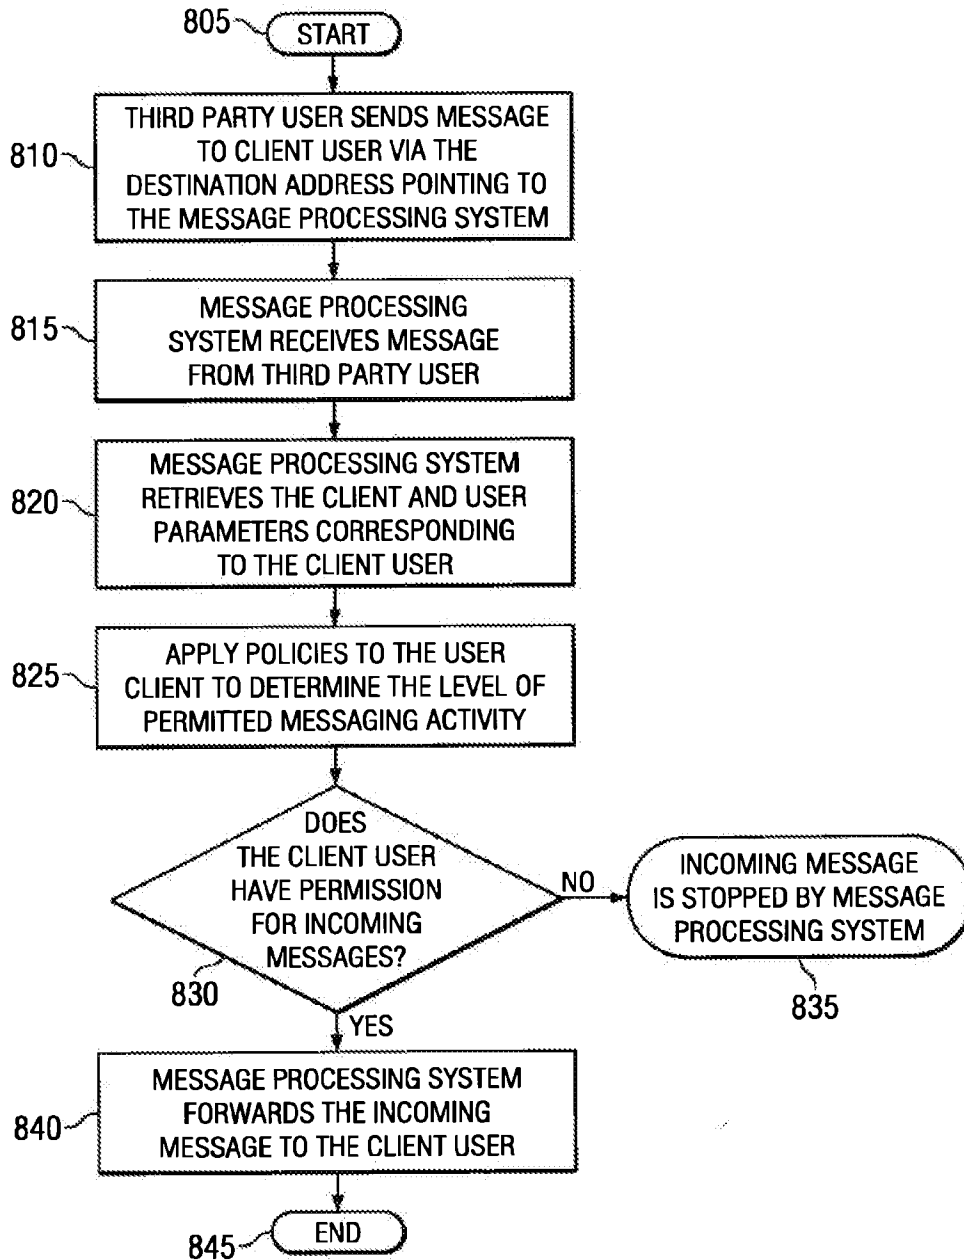 805
START
THIRD PARTY USER SENDS MESSAGE
TO CLIENT USER VIA THE
DESTINATION ADDRESS POINTING TO
THE MESSAGE PROCESSING SYSTEM
810
MESSAGE PROCESSING
SYSTEM RECEIVES MESSAGE
FROM THIRD PARTY USER
815
MESSAGE PROCESSING SYSTEM
RETRIEVES THE CLIENT AND USER
PARAMETERS CORRESPONDING
TO THE CLIENT USER
820
APPLY POLICIES TO THE USER
CLIENT TO DETERMINE THE LEVEL OF
PERMITTED MESSAGING ACTIVITY
825
DOES
THE CLIENT USER
HAVE PERMISSION
FOR INCOMING
MESSAGES?
830
NO
INCOMING MESSAGE
IS STOPPED BY MESSAGE
PROCESSING SYSTEM
835
YES
MESSAGE PROCESSING SYSTEM
FORWARDS THE INCOMING
MESSAGE TO THE CLIENT USER
840
END
845